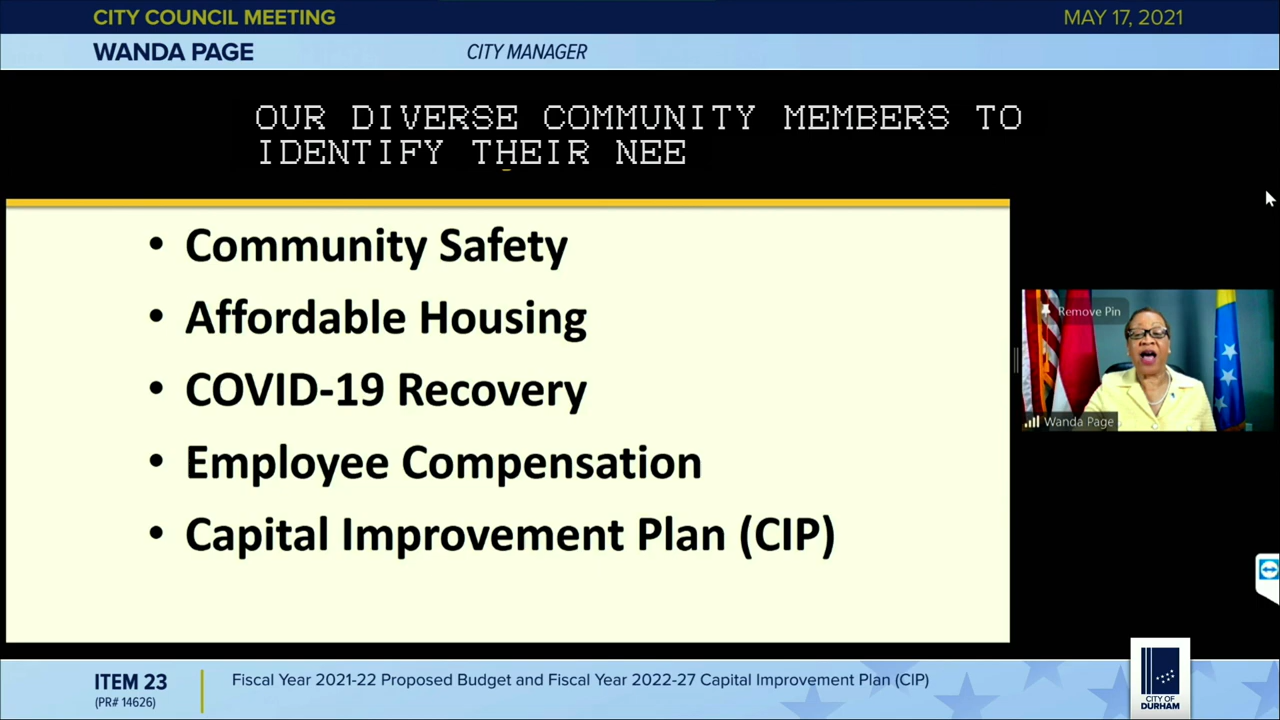 CITY COUNCIL MEETING
MAY 17, 2021
WANDA PAGE
CITY MANAGER
OUR DIVERSE COMMUNITY MEMBERS TO
IDENTIFY THEIR NEE
• Community Safety
• Affordable Housing
• COVID-19 Recovery
• Employee Compensation
• Capital Improvement Plan (CIP)
Remove Pin
Wanda Page
ITEM 23
(PR# 14626)
Fiscal Year 2021-22 Proposed Budget and Fiscal Year 2022-27 Capital Improvement Plan (CIP)
CITY OF
DURHAM